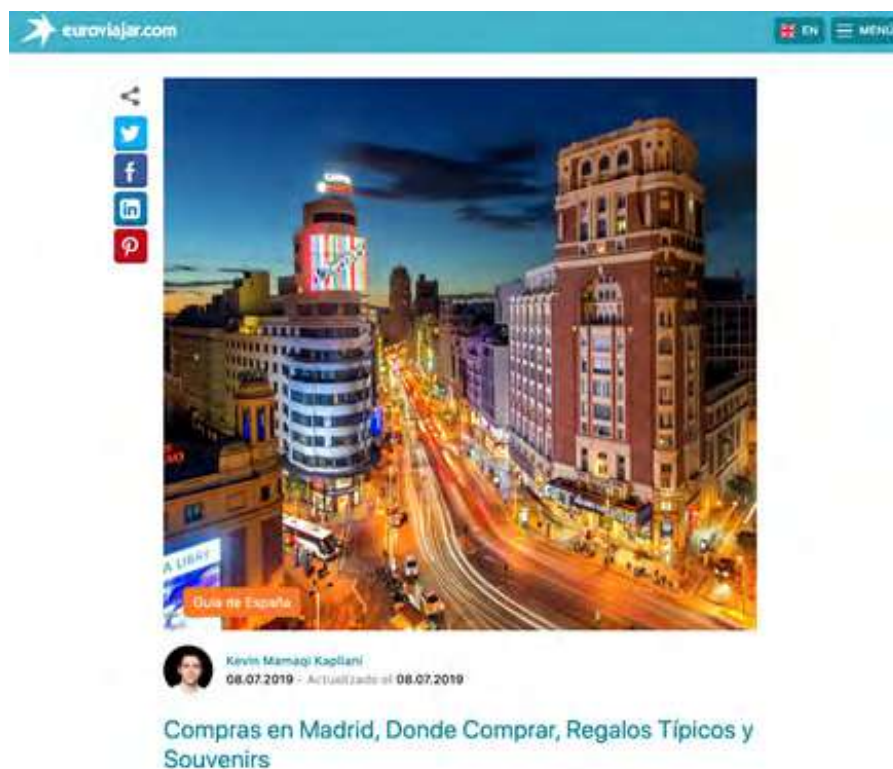 euroviajar.com
EN
MENÚ
A LIBRY
Guía de España
Kevin Mamaqi Kapllani
08.07.2019 - Actualizado el 08.07.2019
Compras en Madrid, Donde Comprar, Regalos Típicos y
Souvenirs